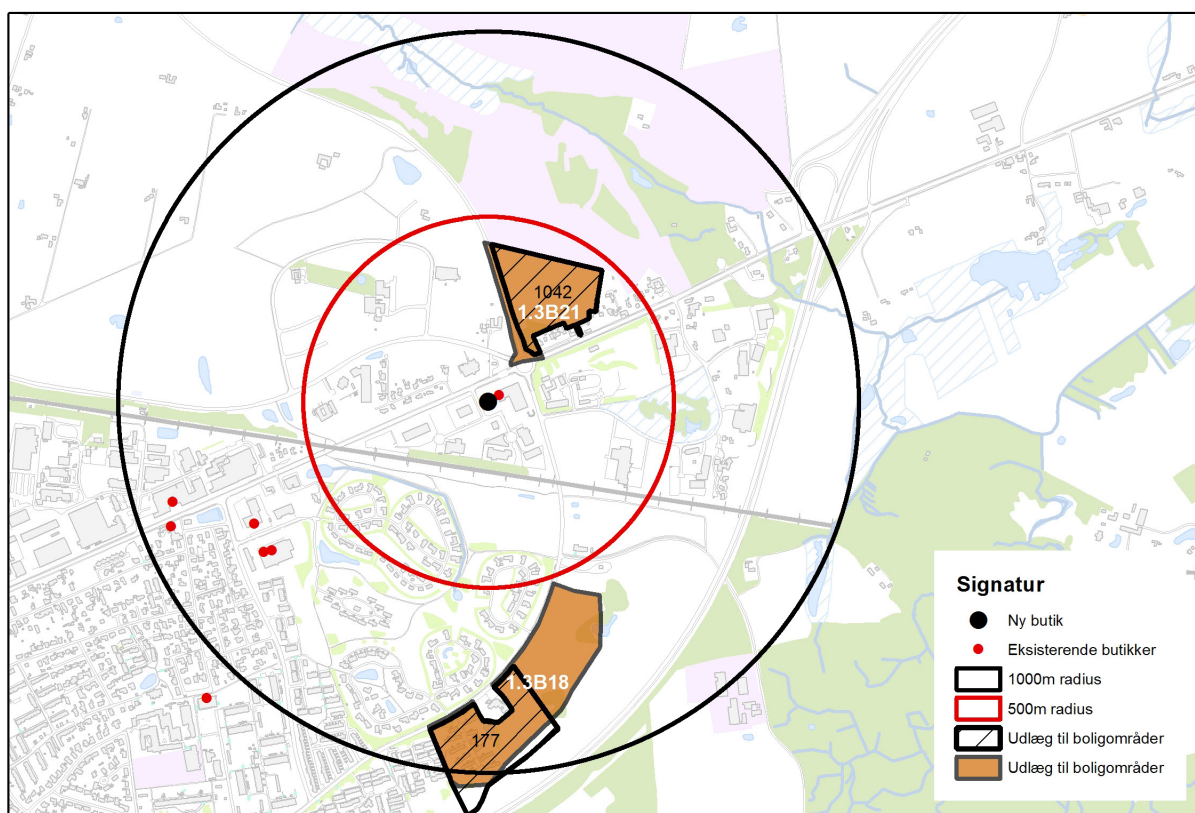 1042
1.3B21
1.3B18
177
Signatur
Ny butik
Eksisterende butikker
1000m radius
500m radius
Udlæg til boligområder
Udlæg til boligområder